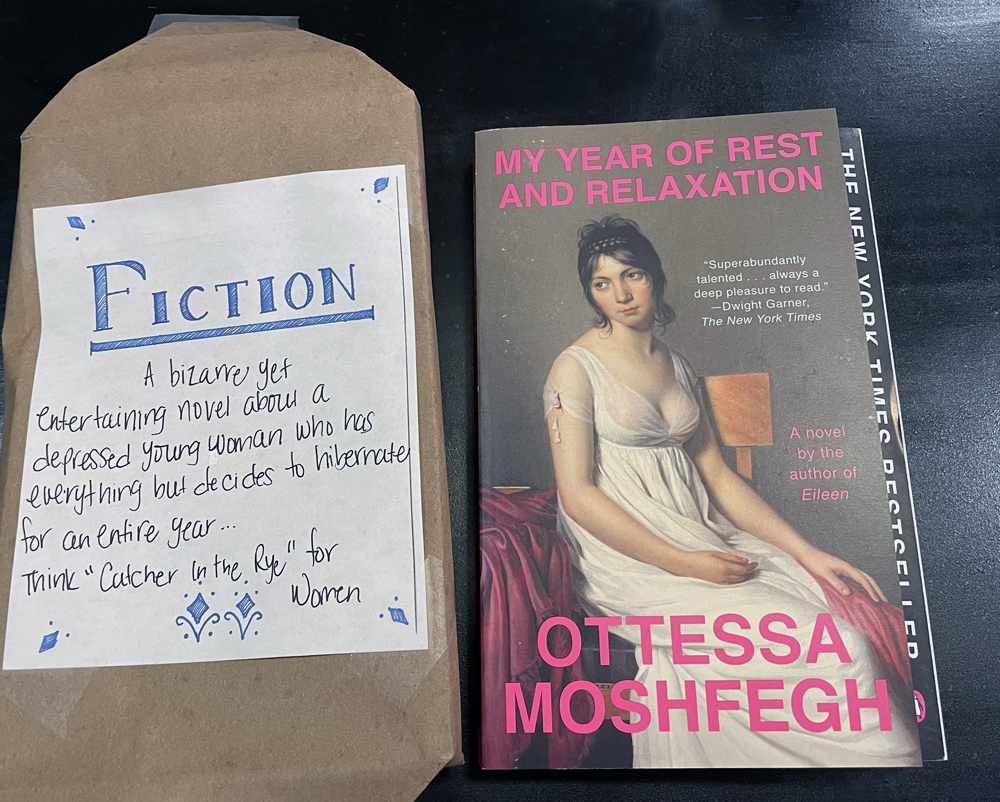 FICTION
A bizarre yet
entertaining novel about a
depressed young woman who has
everything but decides to hibernate
for an entire year...
Think "Catcher In the Rye" for
Women
MY YEAR OF REST
AND RELAXATION
"Superabundantly
talented . . . always a
deep pleasure to read."
—Dwight Garner,
The New York Times
A novel
by the
author of
Eileen
OTTESSA
MOSHFEGH
THE NEW YORK TIMES BESTSELLER